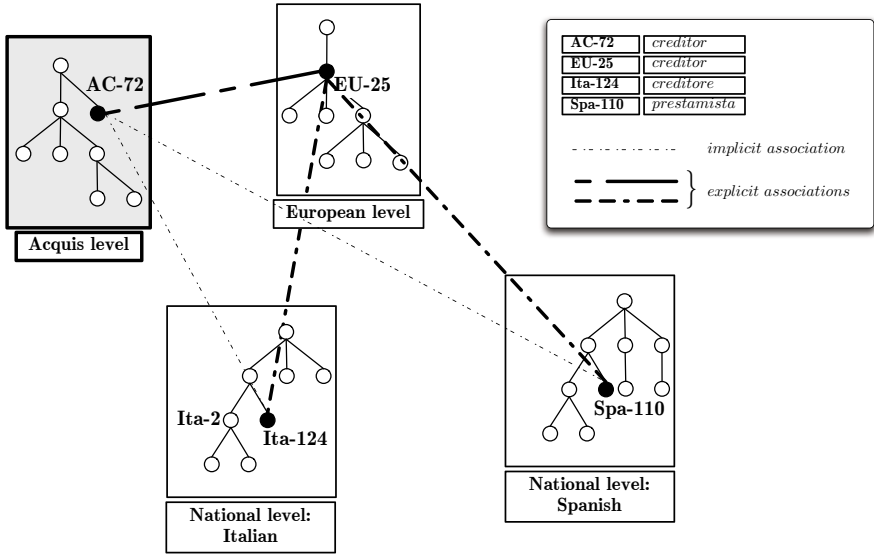 AC-72
EU-25
Acquis level
European level
AC-72 creditor
EU-25 creditor
Ita-124 creditore
Spa-110 prestamista
implicit association
explicit associations
Ita-2
Ita-124
National level:
Italian
Spa-110
National level:
Spanish